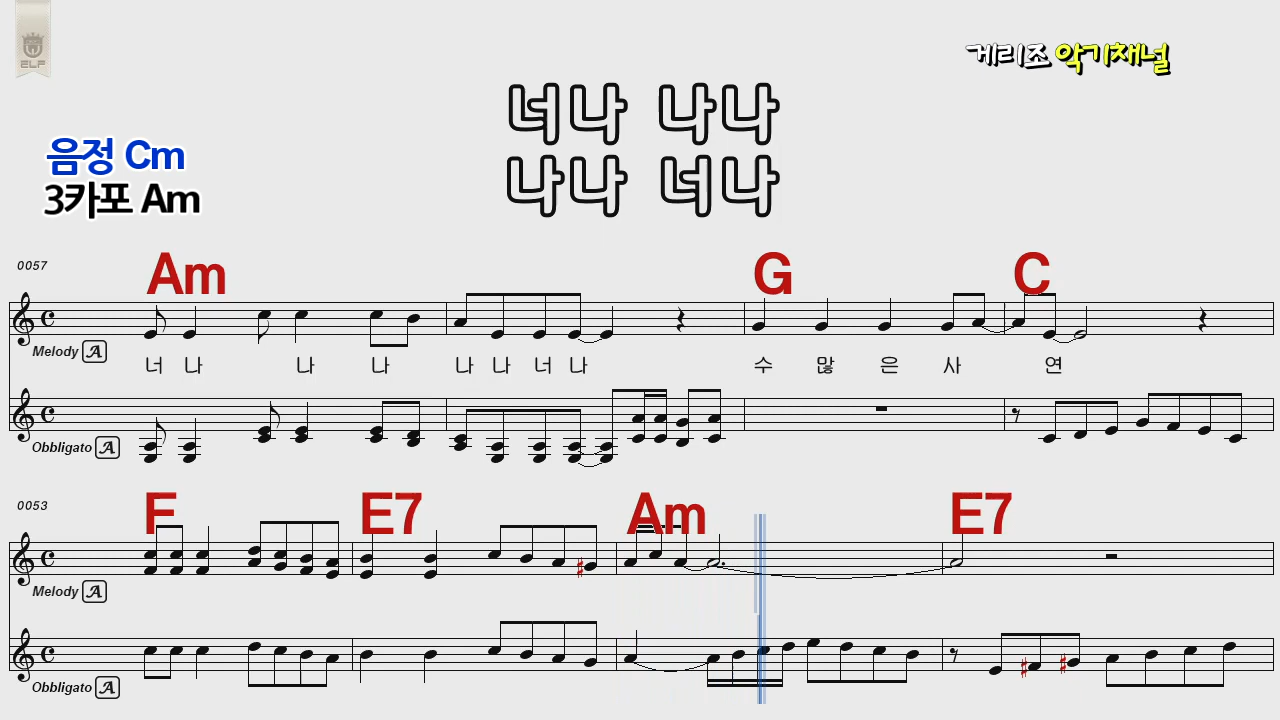 ELF
게리조 악기채널
너나 나나
나나 너나
음정 Cm
3카포 Am
0057
Am G C
Melody A
너 나 나 나 나 나 너 나 수 많 은 사 연
Obbligato A
0053
F E7 Am E7
Melody A
Obbligato A